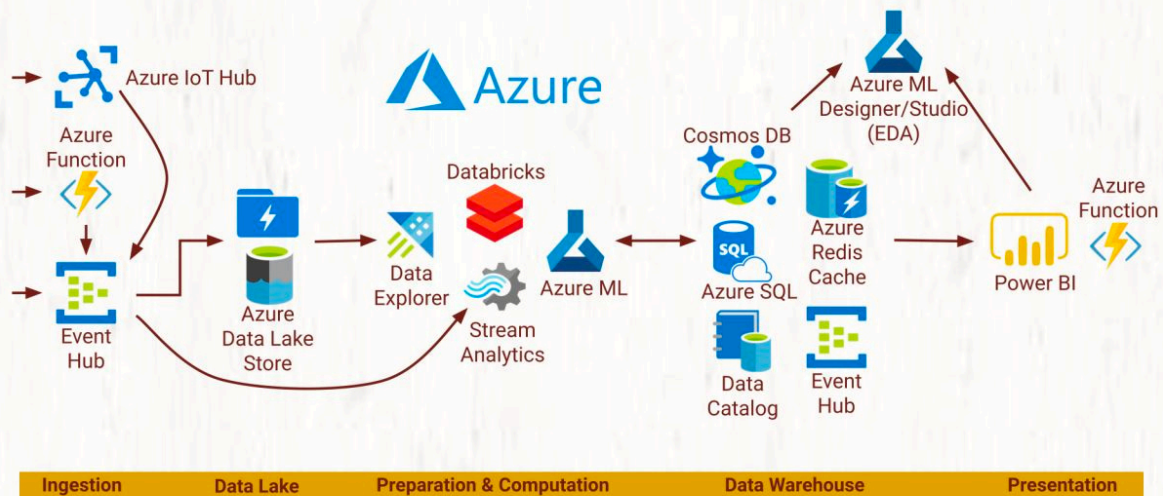 Azure IoT Hub
Azure
Function
Event
Hub
Azure
Data Lake
Store
Azure
Databricks
Data
Explorer
Stream
Analytics
Azure ML
Cosmos DB
SQL
Azure SQL
Azure
Redis
Cache
Data
Catalog
Event
Hub
Azure ML
Designer/Studio
(EDA)
Power BI
Azure
Function
Ingestion
Data Lake
Preparation & Computation
Data Warehouse
Presentation